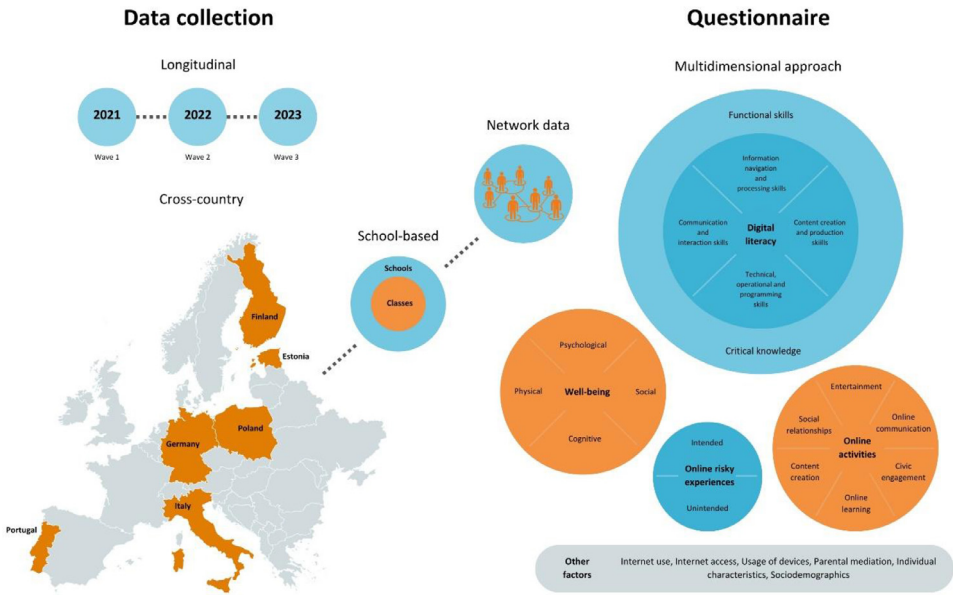 Data collection
Longitudinal
2021
2022
2023
Wave 1
Wave 2
Wave 3
Cross-country
Finland
Estonia
Poland
Germany
Italy
Portugal
School-based
Schools
Classes
Network data
Questionnaire
Multidimensional approach
Functional skills
Information
navigation
and
processing skills
Communication
and
interaction skills
Digital
literacy
Content creation
and production
skills
Technical,
operational and
programming
skills
Critical knowledge
Psychological
Physical
Well-being
Social
Cognitive
Intended
Online risky
experiences
Unintended
Entertainment
Social
relationships
Online
communication
Online
activities
Content
creation
Civic
engagement
Online
learning
Other
factors
Internet use, Internet access, Usage of devices, Parental mediation, Individual
characteristics, Sociodemographics